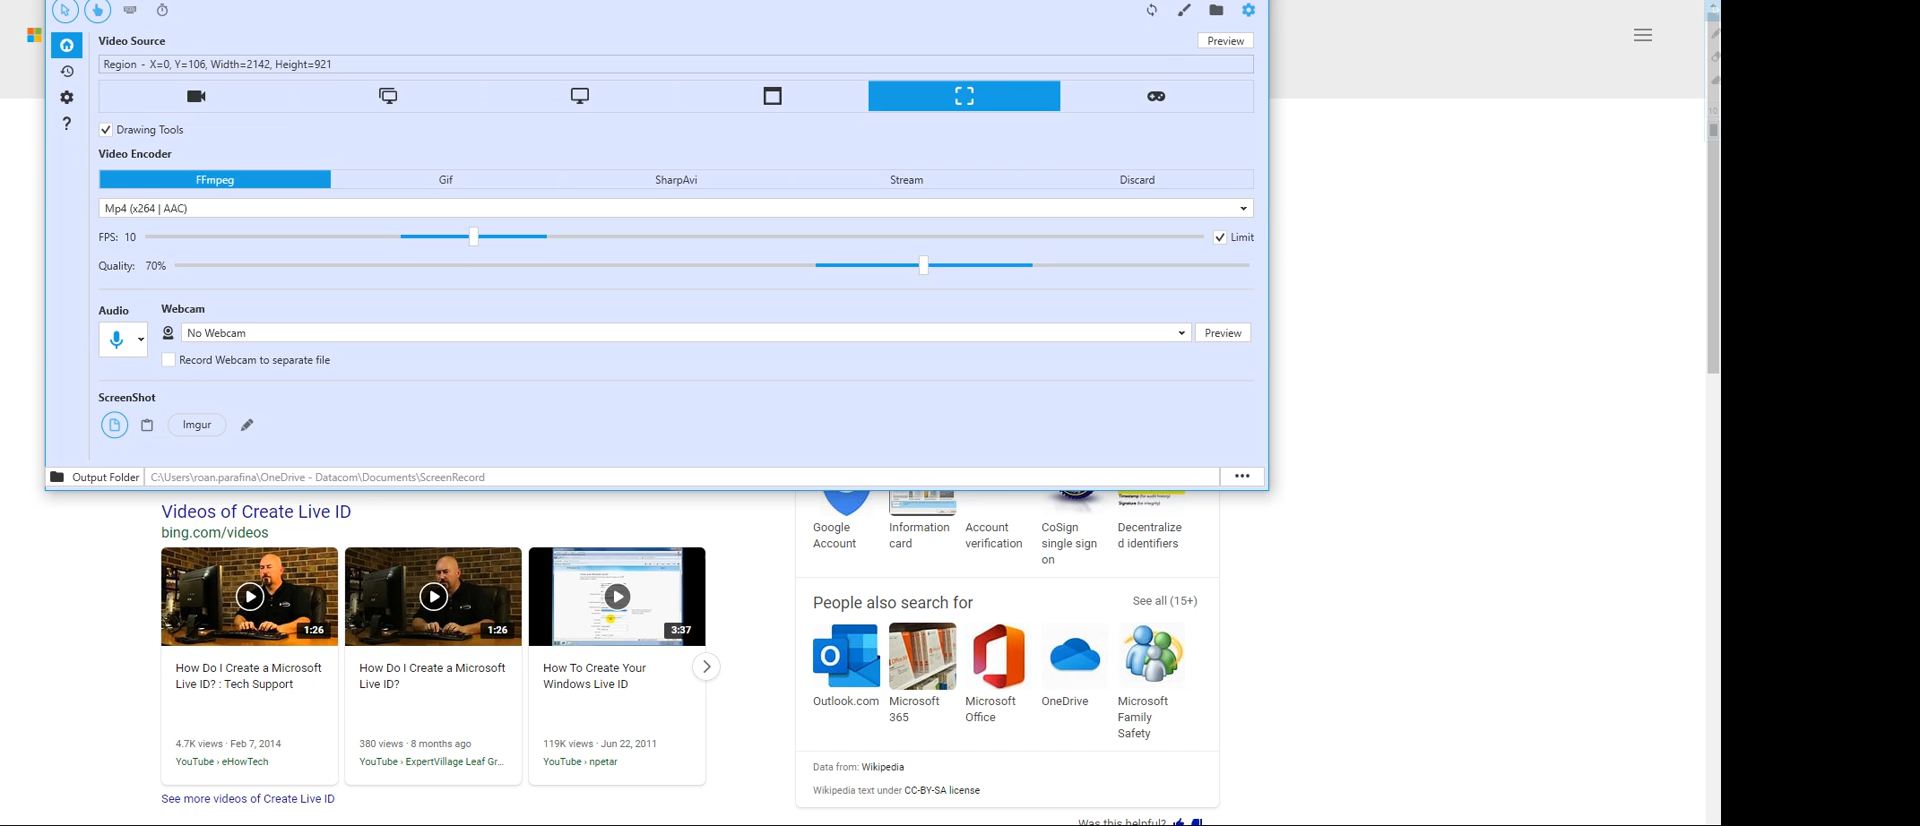 Video Source
Preview
Region - X=0, Y=106, Width=2142, Height=921
Drawing Tools
Video Encoder
FFmpeg
Gif
SharpAvi
Stream
Discard
Mp4 (x264 | AAC)
FPS: 10
Limit
Quality: 70%
Audio
Webcam
No Webcam
Preview
Record Webcam to separate file
ScreenShot
Imgur
Output Folder
C:\Users\roan.parafina\OneDrive - Datacom\Documents\ScreenRecord
•••
Videos of Create Live ID
bing.com/videos
1:26
How Do I Create a Microsoft
Live ID? : Tech Support
4.7K views · Feb 7, 2014
YouTube › eHowTech
1:26
How Do I Create a Microsoft
Live ID?
380 views · 8 months ago
YouTube › ExpertVillage Leaf Gr...
3:37
How To Create Your
Windows Live ID
119K views · Jun 22, 2011
YouTube › npetar
See more videos of Create Live ID
Google
Account
Information
card
Account
verification
CoSign
single sign
on
Decentralize
d identifiers
People also search for
See all (15+)
Outlook.com
Microsoft
365
Microsoft
Office
OneDrive
Microsoft
Family
Safety
Data from: Wikipedia
Wikipedia text under CC-BY-SA license
Was this helpful?